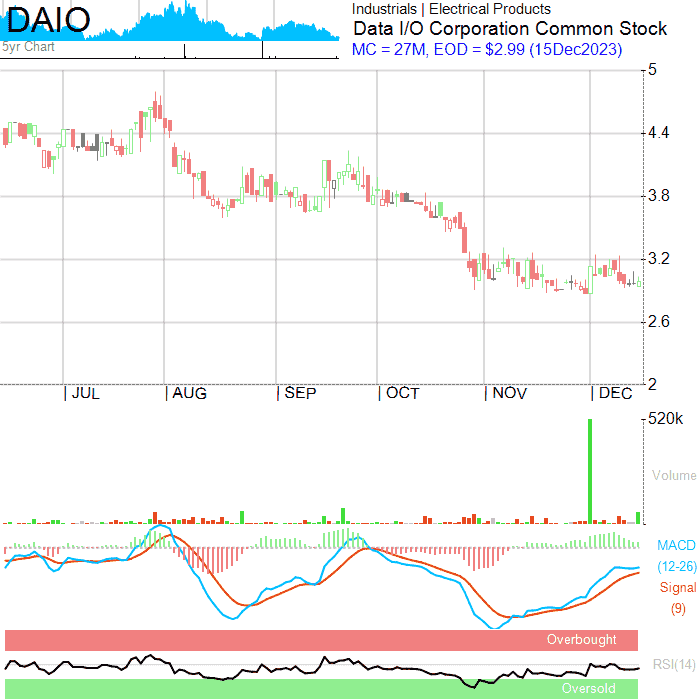 DAIO
5yr Chart
Industrials | Electrical Products
Data I/O Corporation Common Stock
MC = 27M, EOD = $2.99 (15Dec2023)
5
4.4
3.8
3.2
2.6
2
JUL AUG SEP OCT NOV DEC
520k
Volume
MACD
(12-26)
Signal
(9)
Overbought
RSI(14)
Oversold